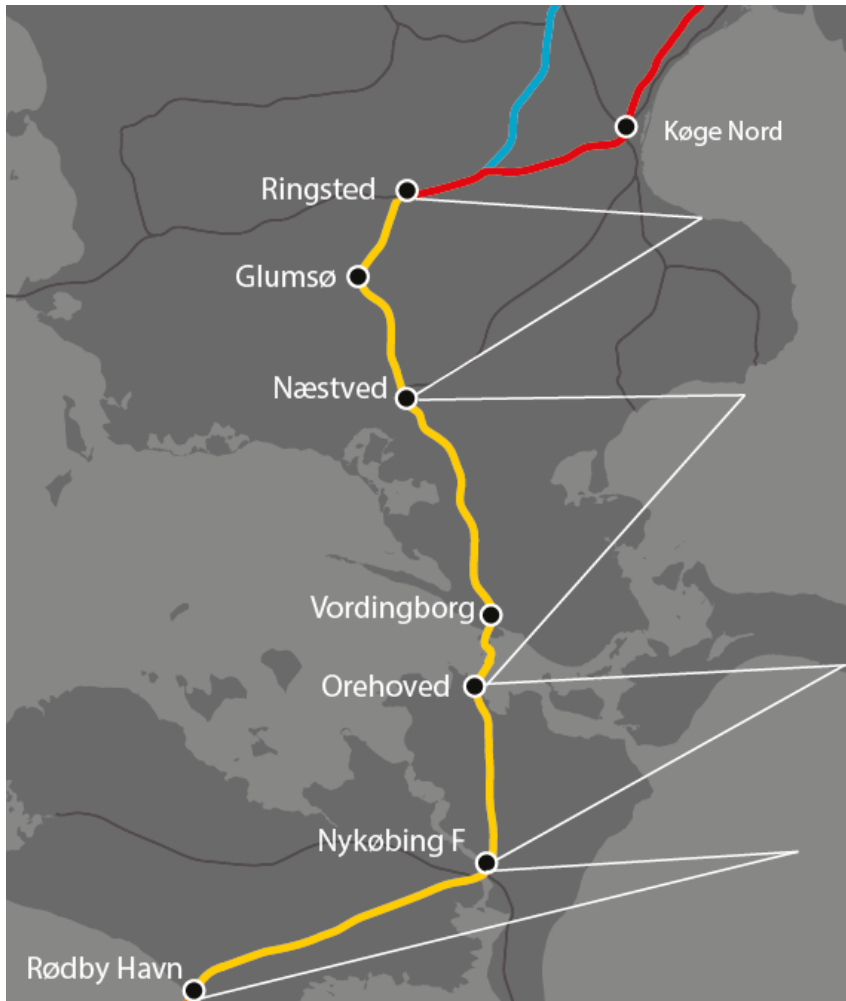 Køge Nord
Ringsted
Glumsø
Næstved
Vordingborg
Orehoved
Nykøbing F
Rødby Havn